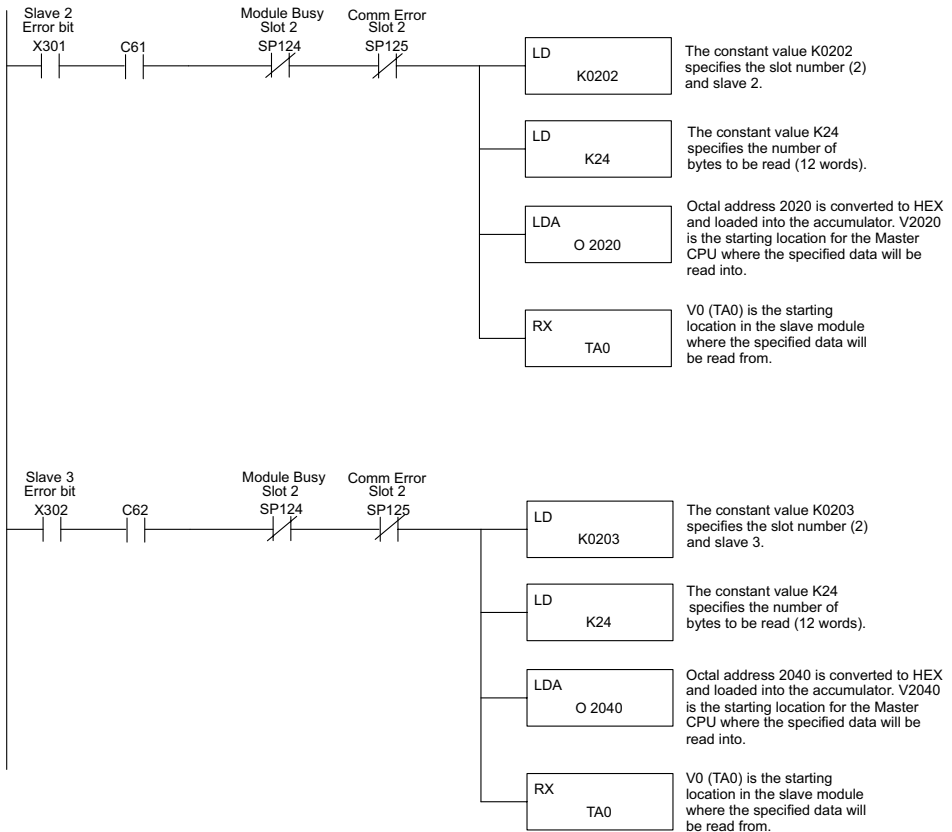 Slave 2
Error bit
X301
C61
Module Busy
Slot 2
SP124
Comm Error
Slot 2
SP125
LD
K0202
The constant value K0202
specifies the slot number (2)
and slave 2.
LD
K24
The constant value K24
specifies the number of
bytes to be read (12 words).
LDA
O 2020
Octal address 2020 is converted to HEX
and loaded into the accumulator. V2020
is the starting location for the Master
CPU where the specified data will be
read into.
RX
TA0
V0 (TA0) is the starting
location in the slave module
where the specified data will
be read from.
Slave 3
Error bit
X302
C62
Module Busy
Slot 2
SP124
Comm Error
Slot 2
SP125
LD
K0203
The constant value K0203
specifies the slot number (2)
and slave 3.
LD
K24
The constant value K24
specifies the number of
bytes to be read (12 words).
LDA
O 2040
Octal address 2040 is converted to HEX
and loaded into the accumulator. V2040
is the starting location for the Master
CPU where the specified data will be
read into.
RX
TA0
V0 (TA0) is the starting
location in the slave module
where the specified data will
be read from.